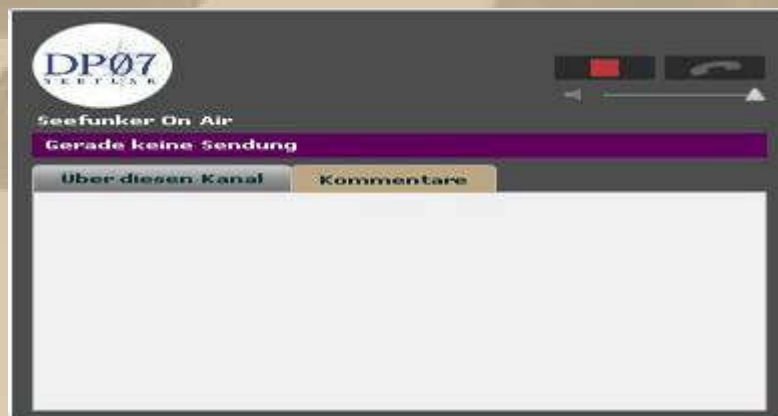 DP07
SEEFUNK
Seefunker On Air
Gerade keine Sendung
Über diesen Kanal
Kommentare